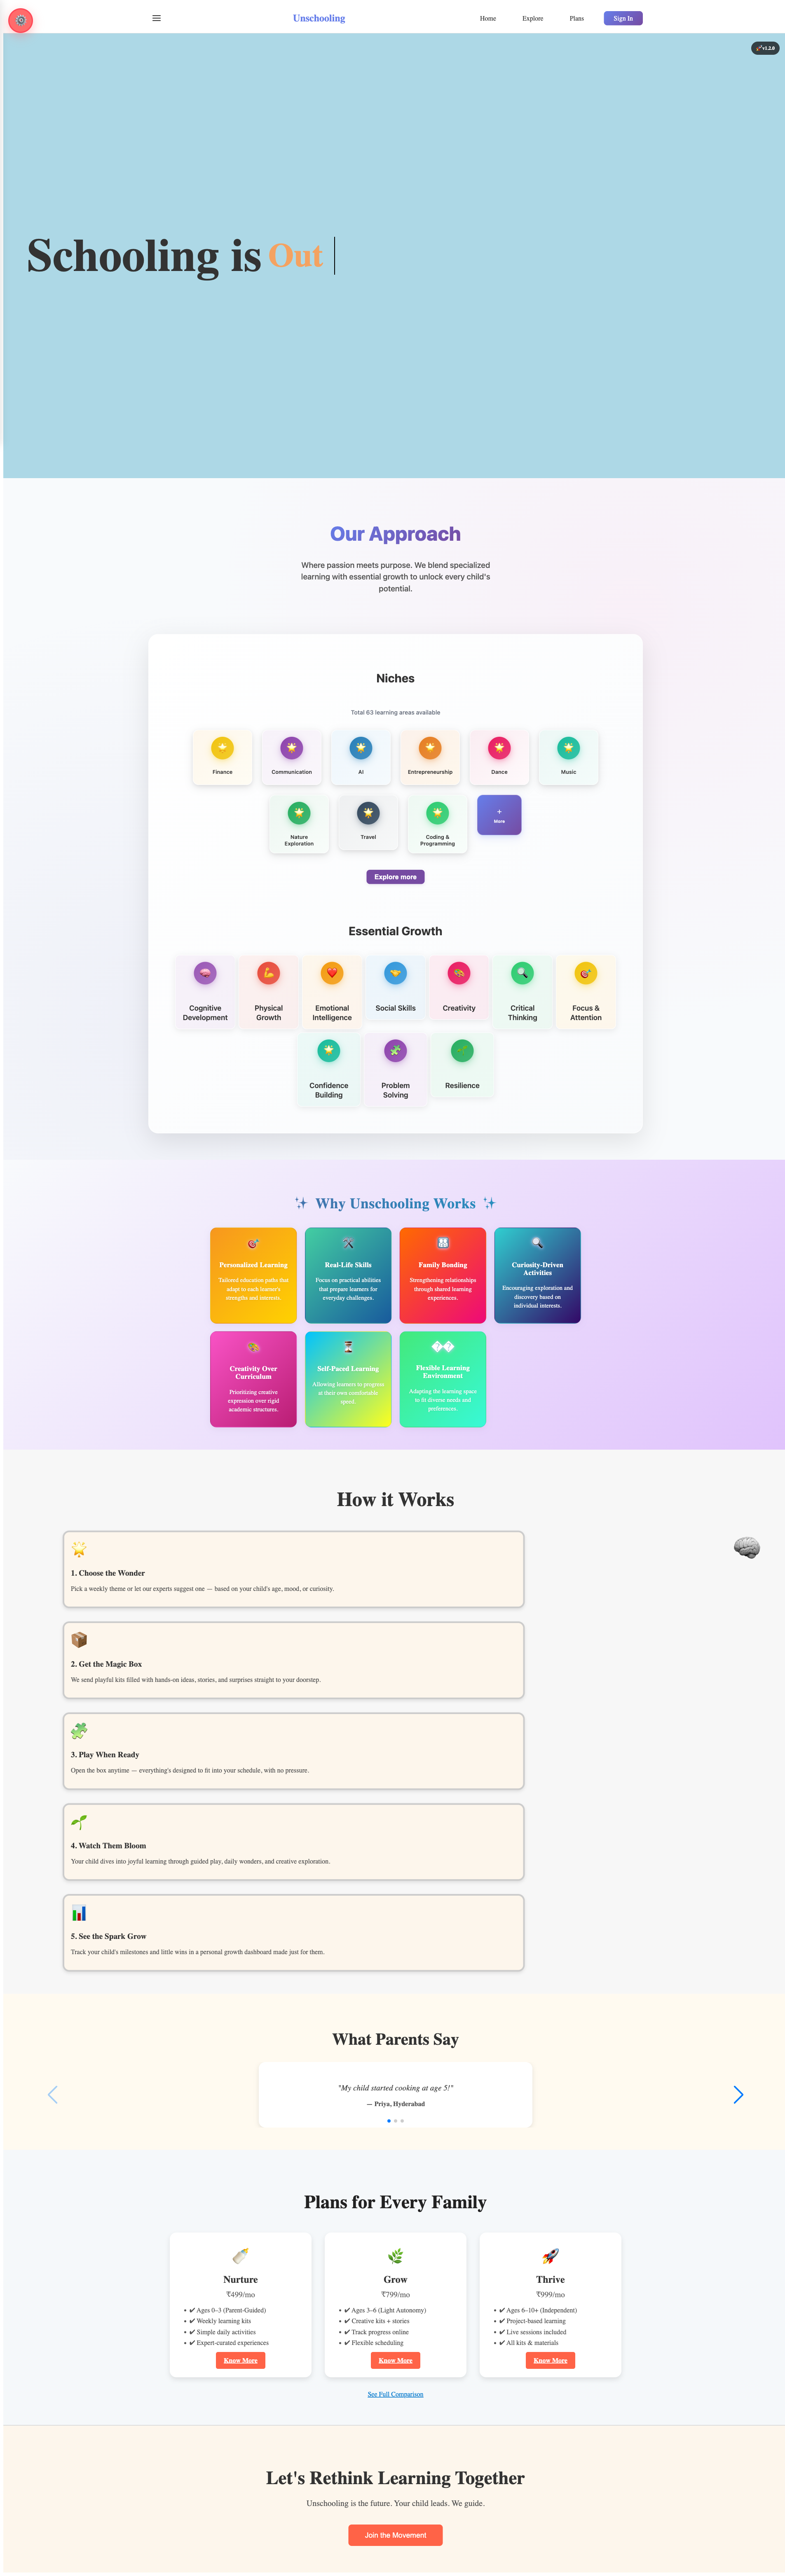 Unschooling
Home
Explore
Plans
Sign In
v1.2.0
Schooling is Out
Our Approach
Where passion meets purpose. We blend specialized
learning with essential growth to unlock every child's
potential.
Niches
Total 63 learning areas available
Finance
Communication
AI
Entrepreneurship
Dance
Music
Nature
Exploration
Travel
Coding &
Programming
+
More
Explore more
Essential Growth
Cognitive
Development
Physical
Growth
Emotional
Intelligence
Social Skills
Creativity
Critical
Thinking
Focus &
Attention
Confidence
Building
Problem
Solving
Resilience
✨ Why Unschooling Works ✨
Personalized Learning
Tailored education paths that
adapt to each learner's
strengths and interests.
Real-Life Skills
Focus on practical abilities
that prepare learners for
everyday challenges.
Family Bonding
Strengthening relationships
through shared learning
experiences.
Curiosity-Driven
Activities
Encouraging exploration and
discovery based on
individual interests.
Creativity Over
Curriculum
Prioritizing creative
expression over rigid
academic structures.
Self-Paced Learning
Allowing learners to progress
at their own comfortable
speed.
��
Flexible Learning
Environment
Adapting the learning space
to fit diverse needs and
preferences.
How it Works
1. Choose the Wonder
Pick a weekly theme or let our experts suggest one — based on your child's age, mood, or curiosity.
2. Get the Magic Box
We send playful kits filled with hands-on ideas, stories, and surprises straight to your doorstep.
3. Play When Ready
Open the box anytime — everything's designed to fit into your schedule, with no pressure.
4. Watch Them Bloom
Your child dives into joyful learning through guided play, daily wonders, and creative exploration.
5. See the Spark Grow
Track your child's milestones and little wins in a personal growth dashboard made just for them.
What Parents Say
"My child started cooking at age 5!"
— Priya, Hyderabad
Plans for Every Family
Nurture
₹499/mo
• ✔ Ages 0–3 (Parent-Guided)
• ✔ Weekly learning kits
• ✔ Simple daily activities
• ✔ Expert-curated experiences
Know More
Grow
₹799/mo
• ✔ Ages 3–6 (Light Autonomy)
• ✔ Creative kits + stories
• ✔ Track progress online
• ✔ Flexible scheduling
Know More
Thrive
₹999/mo
• ✔ Ages 6–10+ (Independent)
• ✔ Project-based learning
• ✔ Live sessions included
• ✔ All kits & materials
Know More
See Full Comparison
Let's Rethink Learning Together
Unschooling is the future. Your child leads. We guide.
Join the Movement